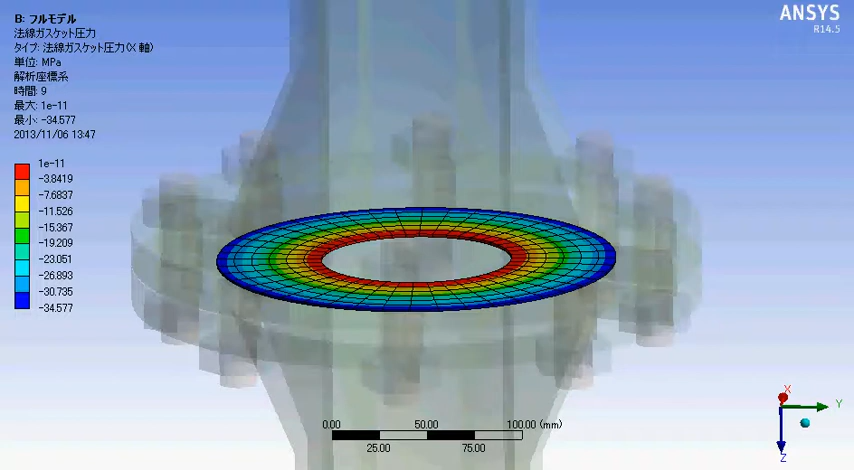 B: フルモデル
法線ガスケット圧力
タイプ: 法線ガスケット圧力(X 軸)
単位: MPa
解析座標系
時間: 9
最大: 1e-11
最小: -34.577
2013/11/06 13:47
1e-11
-3.8419
-7.6837
-11.526
-15.367
-19.209
-23.051
-26.893
-30.735
-34.577
ANSYS
R14.5
0.00 50.00 100.00 (mm)
25.00 75.00
X
Y
Z